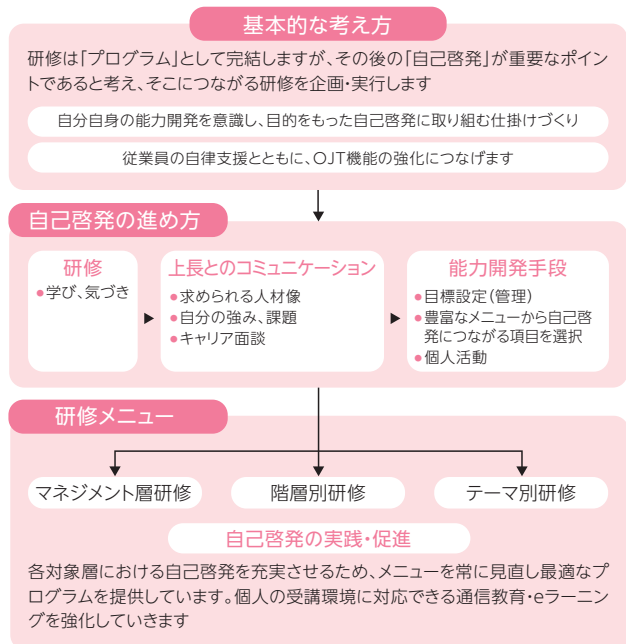 基本的な考え方
研修は「プログラム」として完結しますが、その後の「自己啓発」が重要なポイン
トであると考え、そこにつながる研修を企画・実行します
自分自身の能力開発を意識し、目的をもった自己啓発に取り組む仕掛けづくり
従業員の自律支援とともに、OJT機能の強化につなげます
自己啓発の進め方
研修
●学び、気づき
上長とのコミュニケーション
●求められる人材像
●自分の強み、課題
●キャリア面談
能力開発手段
●目標設定(管理)
●豊富なメニューから自己啓
発につながる項目を選択
●個人活動
研修メニュー
マネジメント層研修
階層別研修
テーマ別研修
自己啓発の実践・促進
各対象層における自己啓発を充実させるため、メニューを常に見直し最適なプ
ログラムを提供しています。個人の受講環境に対応できる通信教育・eラーニン
グを強化していきます